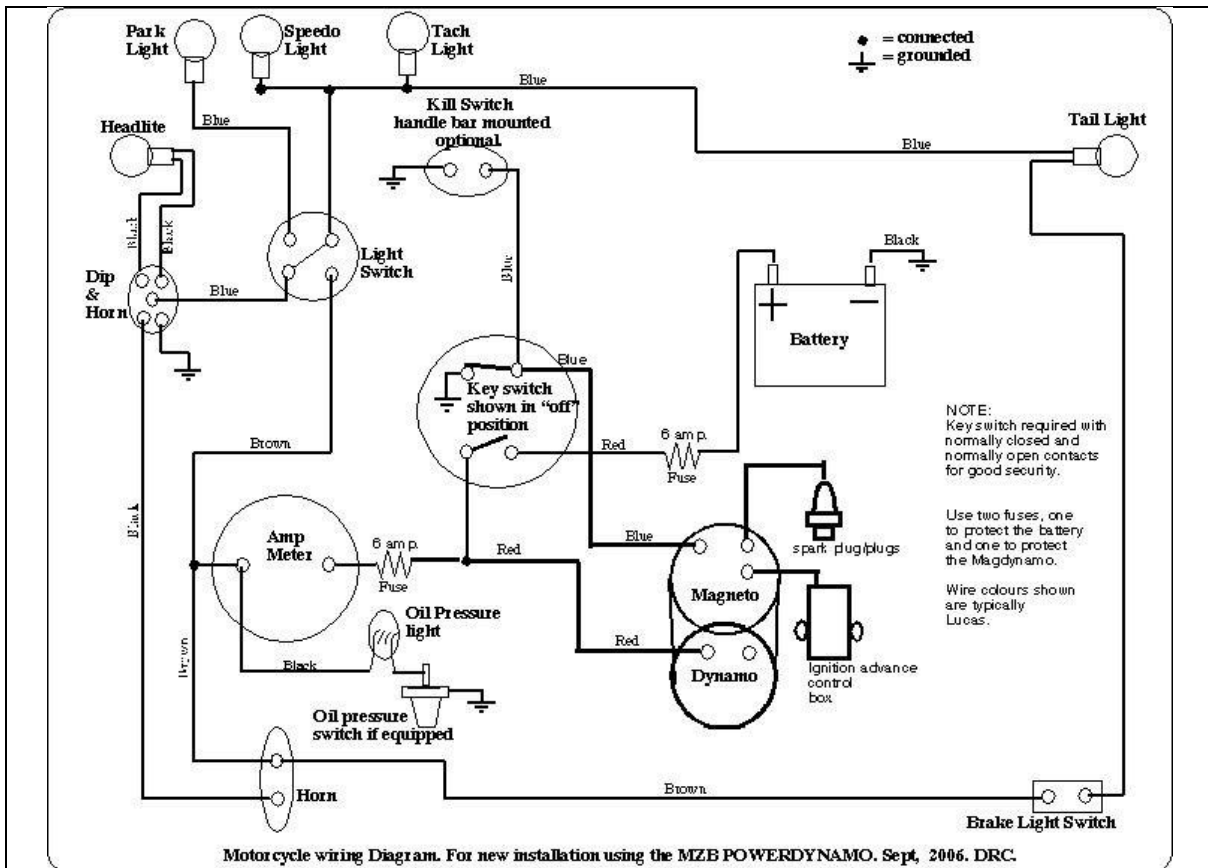 Park
Light
Speedo
Light
Tach
Light
= connected
= grounded
Blue
Kill Switch
handle bar mounted
optional.
Blue
Headlite
Blue
Tail Light
Black
Black
Light
Switch
Blue
Black
Dip
&
Horn
Blue
+
−
Battery
Blue
Key switch
shown in "off"
position
NOTE:
Key switch required with
normally closed and
normally open contacts
for good security.
Use two fuses, one
to protect the battery
and one to protect
the Magdynamo.
Wire colours shown
are typically
Lucas.
Brown
Red
6 amp.
Fuse
Black
Amp
Meter
6 amp.
Fuse
Red
Blue
spark plug/plugs
Magneto
Oil Pressure
light
Red
Brown
Black
Dynamo
Ignition advance
control
box
Oil pressure
switch if equipped
Horn
Brown
Brake Light Switch
Motorcycle wiring Diagram. For new installation using the MZB POWERDYNAMO. Sept, 2006. DRC.